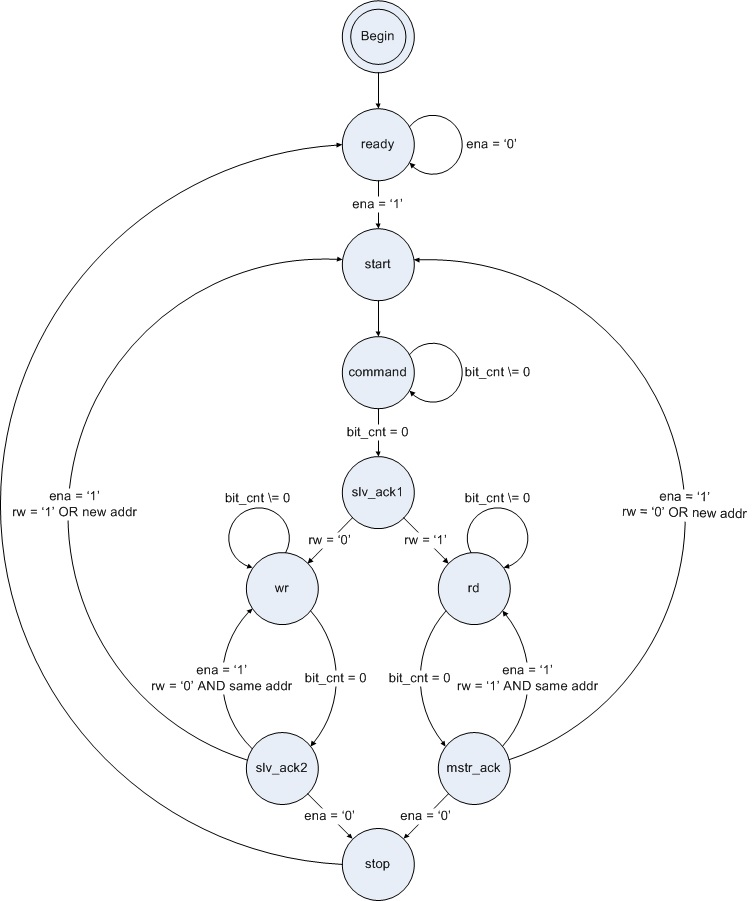 Begin
ready
ena = ‘0’
ena = ‘1’
start
command
bit_cnt \= 0
bit_cnt = 0
slv_ack1
bit_cnt \= 0
bit_cnt \= 0
ena = ‘1’
rw = ‘1’ OR new addr
ena = ‘1’
rw = ‘0’ OR new addr
rw = ‘0’
rw = ‘1’
wr
rd
ena = ‘1’
rw = ‘0’ AND same addr
bit_cnt = 0
bit_cnt = 0
ena = ‘1’
rw = ‘1’ AND same addr
slv_ack2
mstr_ack
ena = ‘0’
ena = ‘0’
stop